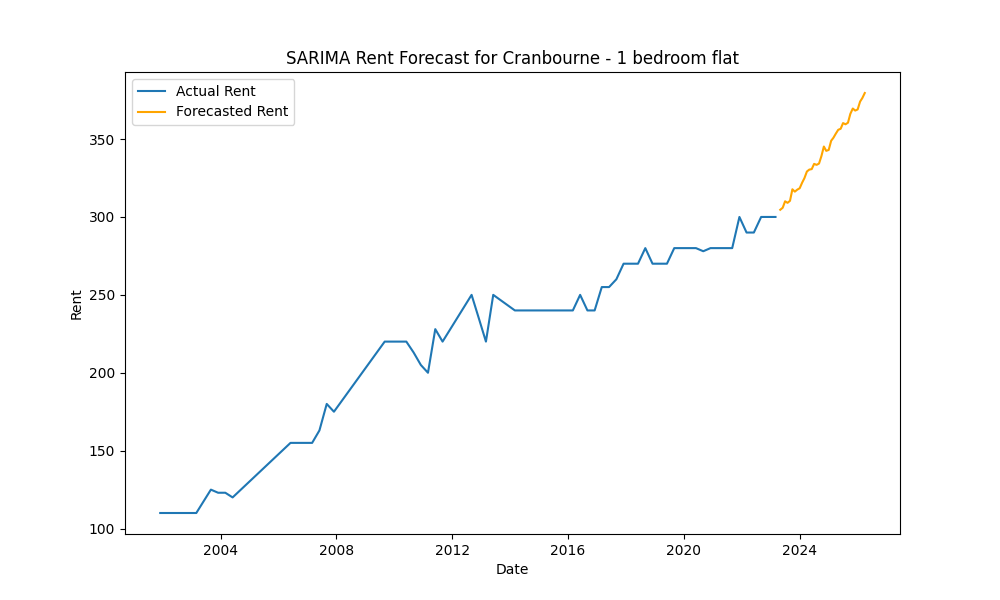 SARIMA Rent Forecast for Cranbourne - 1 bedroom flat
Actual Rent
Forecasted Rent
350
300
250
200
150
100
Rent
2004
2008
2012
2016
2020
2024
Date